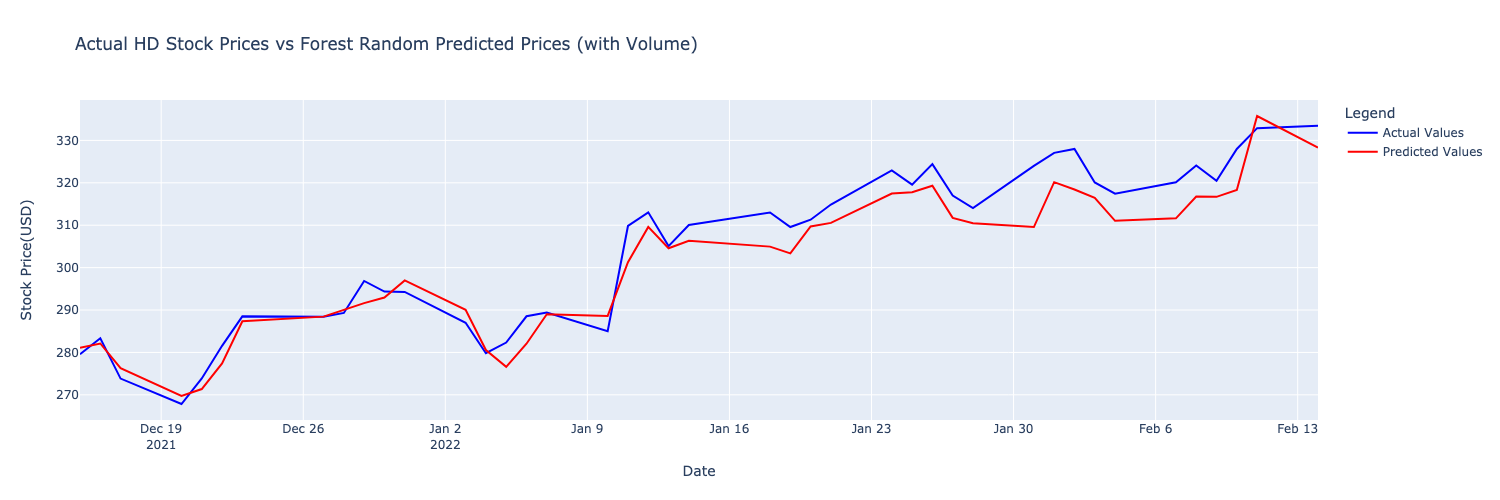 Actual HD Stock Prices vs Forest Random Predicted Prices (with Volume)
Legend
Actual Values
Predicted Values
Stock Price(USD)
330
320
310
300
290
280
270
Dec 19
2021
Dec 26
Jan 2
2022
Jan 9
Jan 16
Jan 23
Jan 30
Feb 6
Feb 13
Date